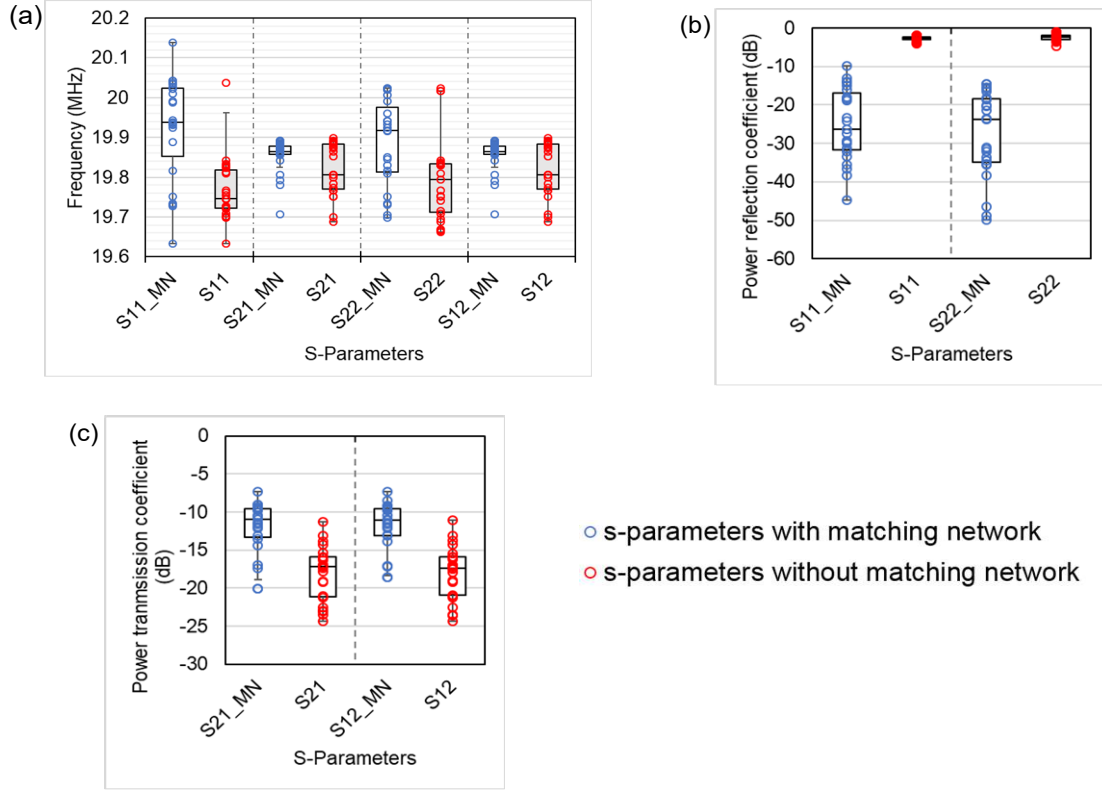 (a)
20.2
20.1
20
19.9
19.8
19.7
19.6
Frequency (MHz)
S11_MN
S11
S21_MN
S21
S22_MN
S22
S12_MN
S12
S-Parameters
(b)
0
-10
-20
-30
-40
-50
-60
Power reflection coefficient (dB)
S11_MN
S11
S22_MN
S22
S-Parameters
(c)
0
-5
-10
-15
-20
-25
-30
Power tranmsission coefficient
(dB)
S21_MN
S21
S12_MN
S12
S-Parameters
s-parameters with matching network
s-parameters without matching network